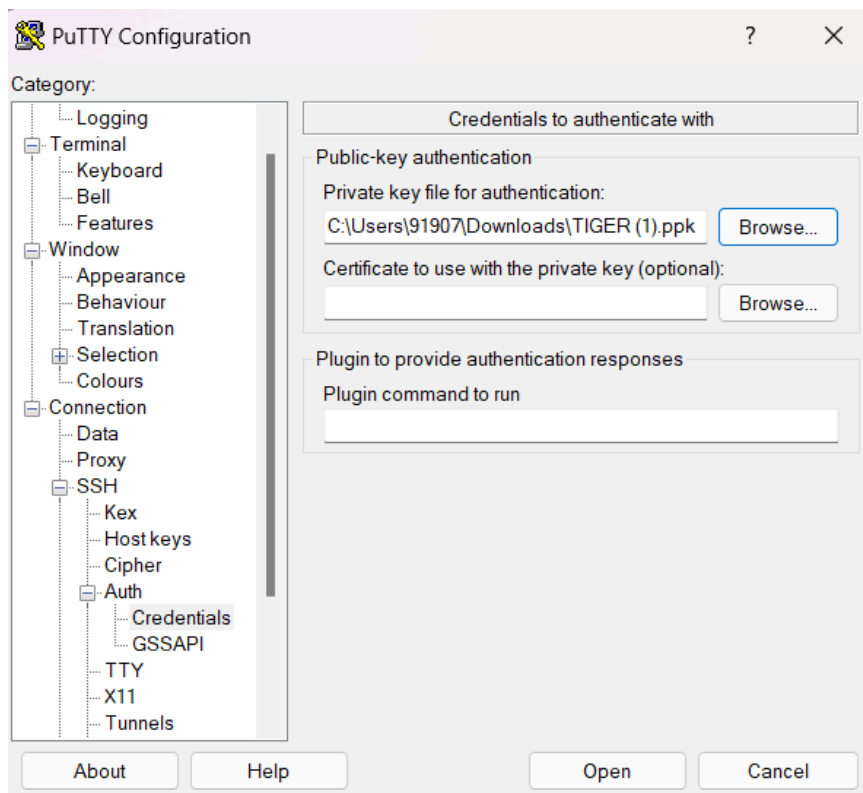 PuTTY Configuration
?
Category:
Logging
Terminal
Keyboard
Bell
Features
Window
Appearance
Behaviour
Translation
Selection
Colours
Connection
Data
Proxy
SSH
Kex
Host keys
Cipher
Auth
Credentials
GSSAPI
TTY
X11
Tunnels
Credentials to authenticate with
Public-key authentication
Private key file for authentication:
C:\Users\91907\Downloads\TIGER (1).ppk
Browse...
Certificate to use with the private key (optional):
Browse...
Plugin to provide authentication responses
Plugin command to run
About
Help
Open
Cancel